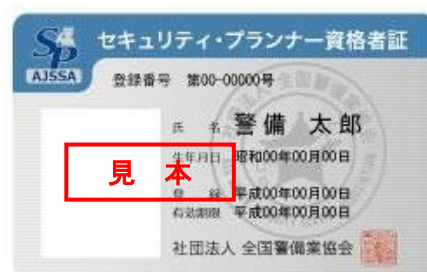 SP
AJSSA
セキュリティ・プランナー資格者証
登録番号 第00-00000号
氏 名 警備 太郎
生年月日 昭和00年00月00日
見 本
登 録 平成00年00月00日
有効期限 平成00年00月00日
社団法人 全国警備業協会